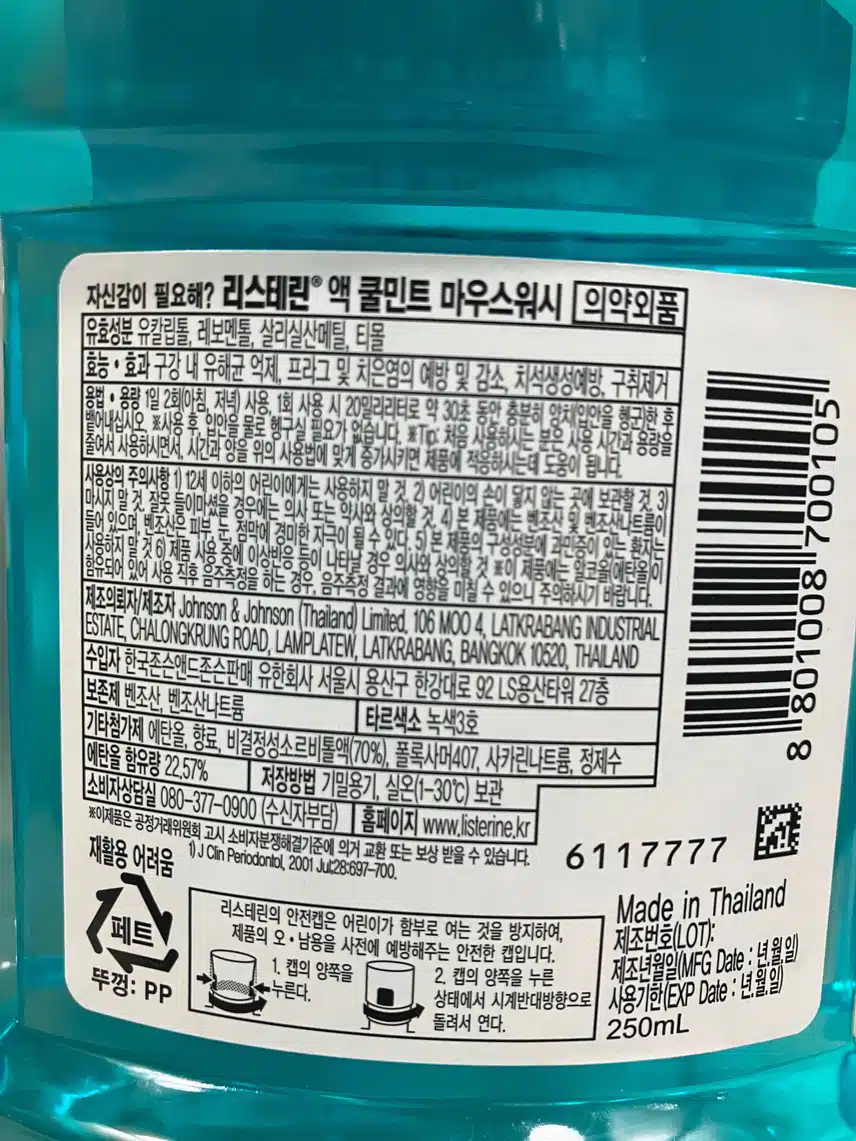 자신감이 필요해? 리스테린® 액 쿨민트 마우스워시 의약외품
유효성분 유칼립톨, 레보멘톨, 살리실산메틸, 티몰
효능 • 효과 구강 내 유해균 억제, 프라그 및 치은염의 예방 및 감소, 치석생성예방, 구취제거
용법 • 용량 1일 2회(아침, 저녁) 사용, 1회 사용 시 20밀리리터로 약 30초 동안 충분히 양치(입안을 헹굼)한 후
뱉어내십시오. ※사용 후, 입안을 물로 헹구실 필요가 없습니다. ※Tip: 처음 사용하시는 분은 사용 시간과 용량을
줄여서 사용하시면서, 시간과 양을 위의 사용법에 맞게 증가시키면 제품에 적응하시는데 도움이 됩니다.
사용상의 주의사항 1) 12세 이하의 어린이에게는 사용하지 말 것. 2) 어린이의 손이 닿지 않는 곳에 보관할 것. 3)
마시지 말 것. 잘못 들이마셨을 경우에는 의사 또는 약사와 상의할 것. 4) 본 제품에는 벤조산 및 벤조산나트륨이
들어 있으며, 벤조산은 피부, 눈, 점막에 경미한 자극이 될 수 있다. 5) 본 제품의 구성성분에 과민증이 있는 환자는
사용하지 말 것 6) 제품 사용 중에 이상반응 등이 나타날 경우 의사와 상의할 것 ※이 제품에는 알코올(에탄올)이
함유되어 있어 사용 직후 음주측정을 하는 경우, 음주측정 결과에 영향을 미칠 수 있으니 주의하시기 바랍니다.
제조의뢰자/제조자 Johnson & Johnson (Thailand) Limited. 106 MOO 4, LATKRABANG INDUSTRIAL
ESTATE, CHALONGKRUNG ROAD, LAMPLATEW, LATKRABANG, BANGKOK 10520, THAILAND
수입자 한국존슨앤드존슨판매 유한회사 서울시 용산구 한강대로 92 LS용산타워 27층
보존제 벤조산, 벤조산나트륨
타르색소 녹색3호
기타첨가제 에탄올, 향료, 비결정성소르비톨액(70%), 폴록사머407, 사카린나트륨, 정제수
에탄올 함유량 22.57%
저장방법 기밀용기, 실온(1-30℃) 보관
소비자상담실 080-377-0900 (수신자부담)
홈페이지 www.listerine.kr
※이제품은 공정거래위원회 고시 소비자분쟁해결기준에 의거 교환 또는 보상 받을 수 있습니다.
1) J Clin Periodontol, 2001 Jul;28:697-700.
8 801008 700105
6117777
재활용 어려움
페트
뚜껑: PP
리스테린의 안전캡은 어린이가 함부로 여는 것을 방지하여,
제품의 오 • 남용을 사전에 예방해주는 안전한 캡입니다.
1. 캡의 양쪽을
누른다.
2. 캡의 양쪽을 누른
상태에서 시계반대방향으로
돌려서 연다.
Made in Thailand
제조번호(LOT):
제조년월일(MFG Date : 년.월.일)
사용기한(EXP Date : 년.월.일)
250mL